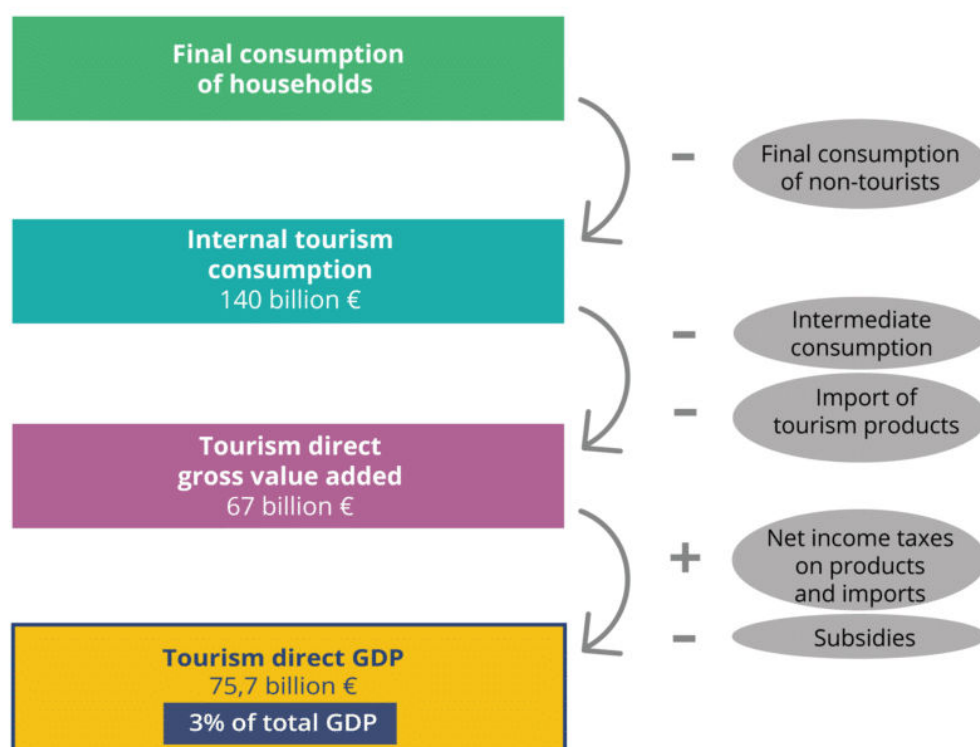 Final consumption
of households
-
Final consumption
of non-tourists
Internal tourism
consumption
140 billion €
-
Intermediate
consumption
-
Import of
tourism products
Tourism direct
gross value added
67 billion €
+
Net income taxes
on products
and imports
-
Subsidies
Tourism direct GDP
75,7 billion €
3% of total GDP